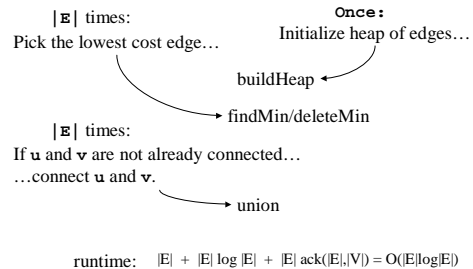 |E| times:
Pick the lowest cost edge…
Once:
Initialize heap of edges…
buildHeap
findMin/deleteMin
|E| times:
If u and v are not already connected…
…connect u and v.
union
runtime: |E| + |E| log |E| + |E| ack(|E|,|V|) = O(|E|log|E|)